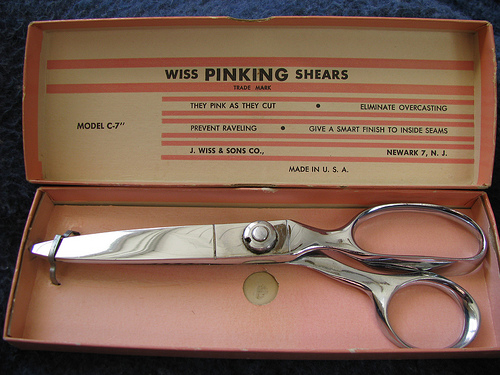 WISS PINKING SHEARS
TRADE MARK
THEY PINK AS THEY CUT • ELIMINATE OVERCASTING
MODEL C-7" PREVENT RAVELING • GIVE A SMART FINISH TO INSIDE SEAMS
J. WISS & SONS CO., NEWARK 7, N. J.
MADE IN U. S. A.